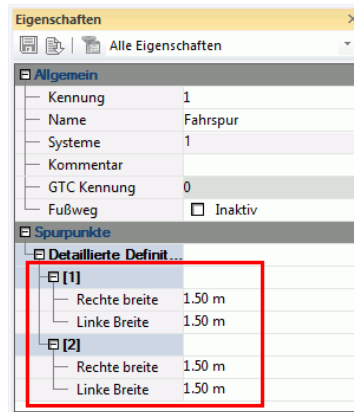 Eigenschaften
Alle Eigenschaften
Allgemein
Kennung 1
Name Fahrspur
Systeme 1
Kommentar
GTC Kennung 0
Fußweg Inaktiv
Spurpunkte
Detaillierte Definit...
[1]
Rechte breite 1.50 m
Linke Breite 1.50 m
[2]
Rechte breite 1.50 m
Linke Breite 1.50 m